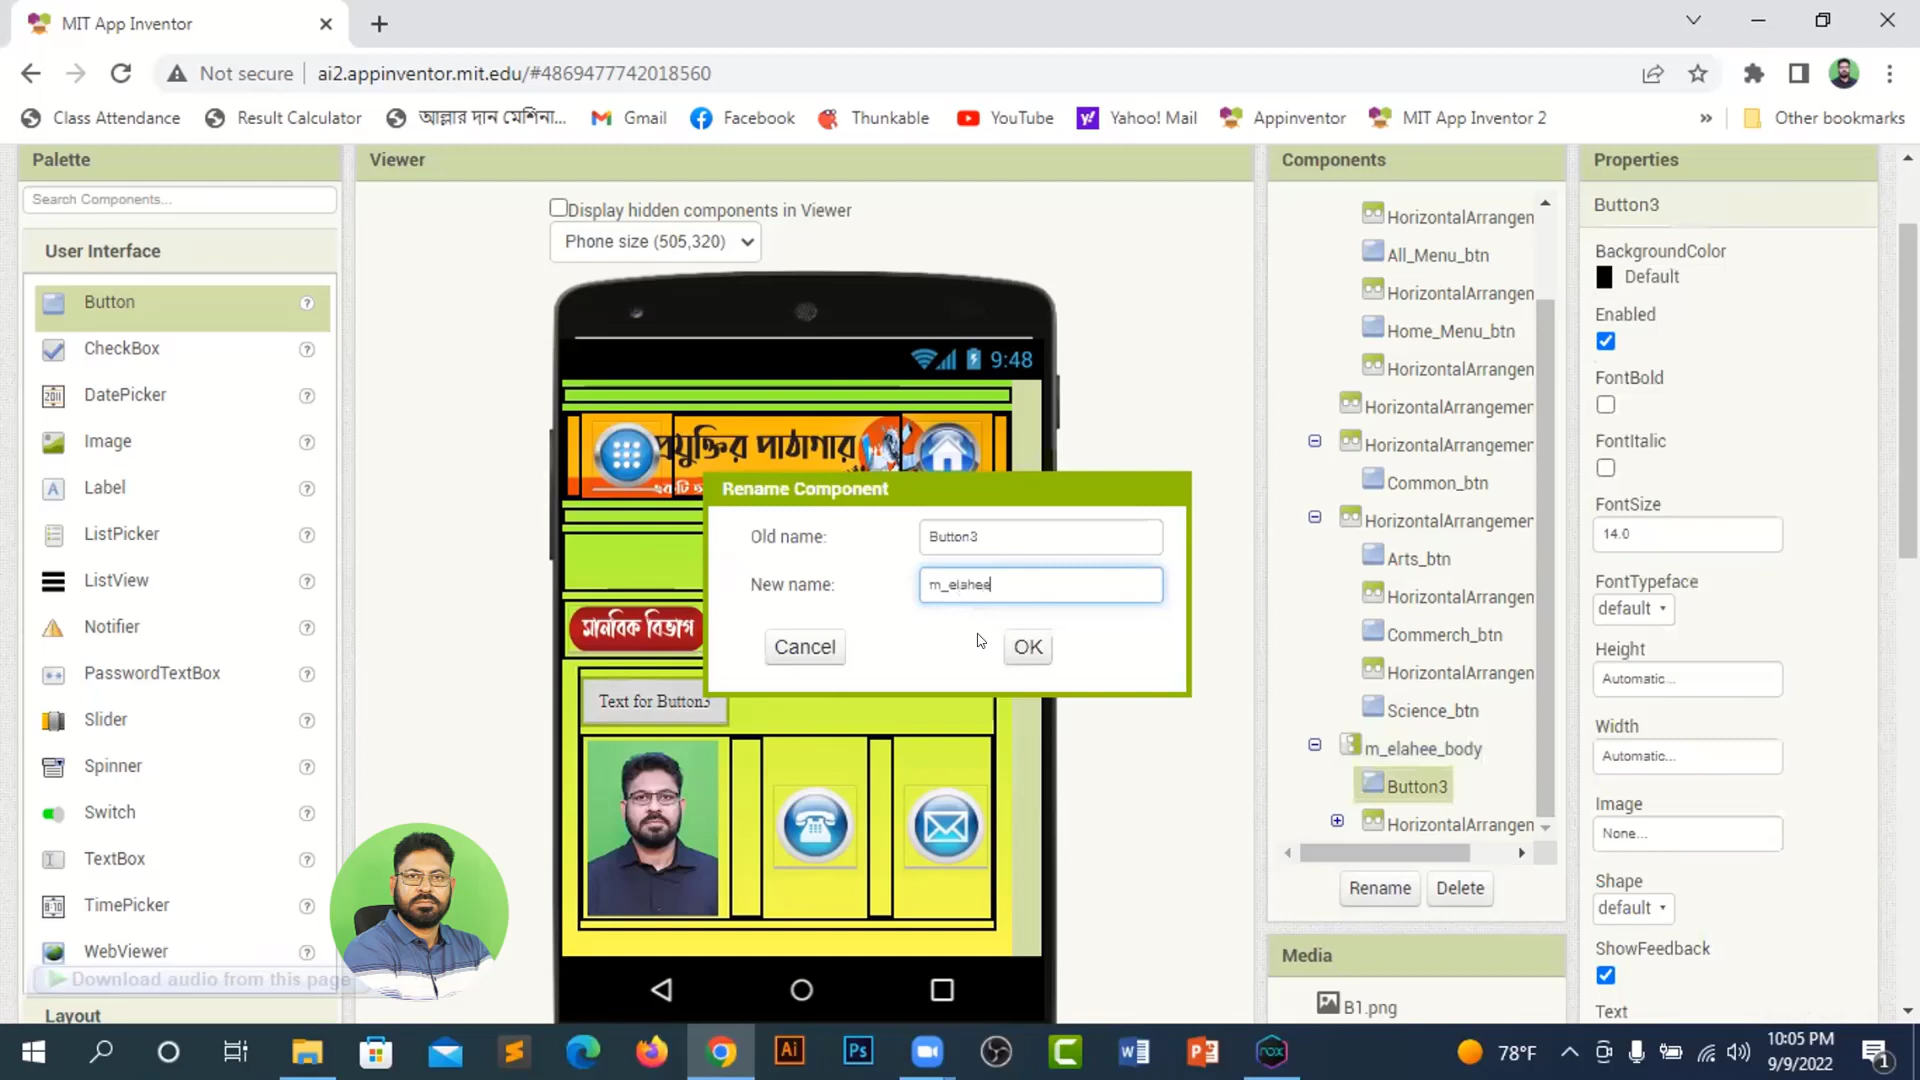 MIT App Inventor
Not secure
ai2.appinventor.mit.edu/#4869477742018560
Class Attendance
Result Calculator
আল্লার দান মেশিনা...
Gmail
Facebook
Thunkable
YouTube
Yahoo! Mail
Appinventor
MIT App Inventor 2
»
Other bookmarks
Palette
Viewer
Components
Properties
Search Components...
User Interface
Button
CheckBox
DatePicker
Image
Label
ListPicker
ListView
Notifier
PasswordTextBox
Slider
Spinner
Switch
TextBox
TimePicker
WebViewer
Download audio from this page
Layout
Display hidden components in Viewer
Phone size (505,320)
9:48
প্রযুক্তির পাঠাগার
একটি
মানবিক বিভাগ
Text for Button3
Rename Component
Old name:
Button3
New name:
m_elahee
Cancel
OK
HorizontalArrangen
All_Menu_btn
HorizontalArrangen
Home_Menu_btn
HorizontalArrangen
HorizontalArrangemer
HorizontalArrangemer
Common_btn
HorizontalArrangemer
Arts_btn
HorizontalArrangen
Commerch_btn
HorizontalArrangen
Science_btn
m_elahee_body
Button3
HorizontalArrangen
Rename
Delete
Media
B1.png
Button3
BackgroundColor
Default
Enabled
FontBold
FontItalic
FontSize
14.0
FontTypeface
default
Height
Automatic...
Width
Automatic...
Image
None...
Shape
default
ShowFeedback
Text
78°F
10:05 PM
9/9/2022
1